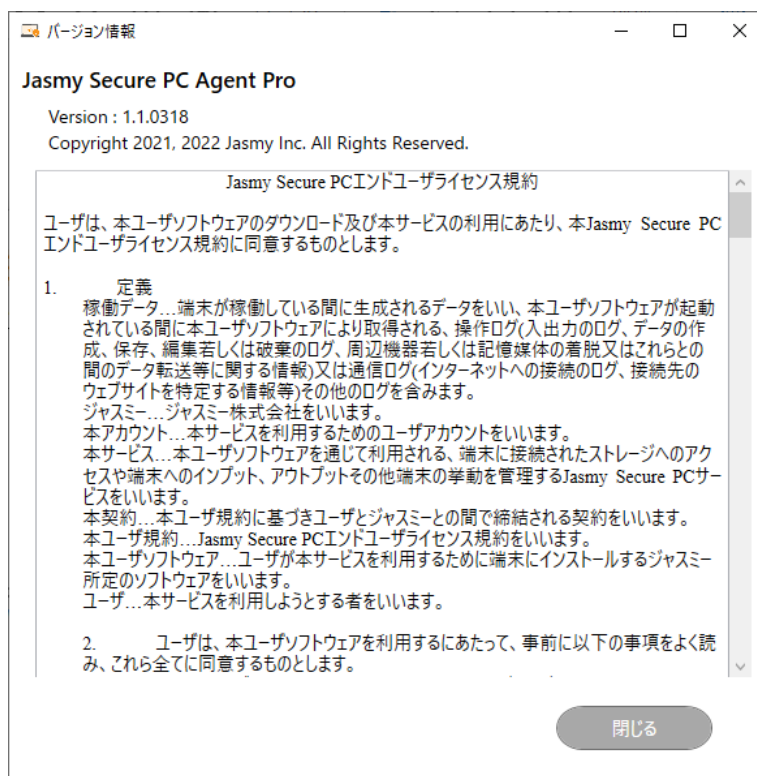 バージョン情報
Jasmy Secure PC Agent Pro
Version : 1.1.0318
Copyright 2021, 2022 Jasmy Inc. All Rights Reserved.
Jasmy Secure PCエンドユーザライセンス規約
ユーザは、本ユーザソフトウェアのダウンロード及び本サービスの利用にあたり、本Jasmy Secure PC
エンドユーザライセンス規約に同意するものとします。
1. 定義
稼働データ…端末が稼働している間に生成されるデータをいい、本ユーザソフトウェアが起動
されている間に本ユーザソフトウェアにより取得される、操作ログ(入出力のログ、データの作
成、保存、編集若しくは破棄のログ、周辺機器若しくは記憶媒体の着脱又はこれらとの
間のデータ転送等に関する情報)又は通信ログ(インターネットへの接続のログ、接続先の
ウェブサイトを特定する情報等)その他のログを含みます。
ジャスミー…ジャスミー株式会社をいいます。
本アカウント…本サービスを利用するためのユーザアカウントをいいます。
本サービス…本ユーザソフトウェアを通じて利用される、端末に接続されたストレージへのアク
セスや端末へのインプット、アウトプットその他端末の挙動を管理するJasmy Secure PCサー
ビスをいいます。
本契約…本ユーザ規約に基づきユーザとジャスミーとの間で締結される契約をいいます。
本ユーザ規約…Jasmy Secure PCエンドユーザライセンス規約をいいます。
本ユーザソフトウェア…ユーザが本サービスを利用するために端末にインストールするジャスミー
所定のソフトウェアをいいます。
ユーザ…本サービスを利用しようとする者をいいます。
2. ユーザは、本ユーザソフトウェアを利用するにあたって、事前に以下の事項をよく読
み、これら全てに同意するものとします。
閉じる